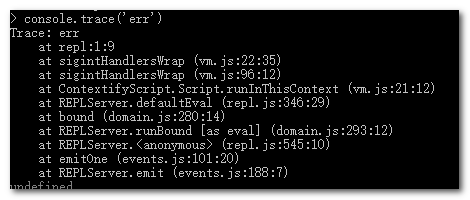 > console.trace('err')
Trace: err
    at repl:1:9
    at sigintHandlersWrap (vm.js:22:35)
    at sigintHandlersWrap (vm.js:96:12)
    at ContextifyScript.Script.runInThisContext (vm.js:21:12)
    at REPLServer.defaultEval (repl.js:346:29)
    at bound (domain.js:280:14)
    at REPLServer.runBound [as eval] (domain.js:293:12)
    at REPLServer.<anonymous> (repl.js:545:10)
    at emitOne (events.js:101:20)
    at REPLServer.emit (events.js:188:7)
undefined